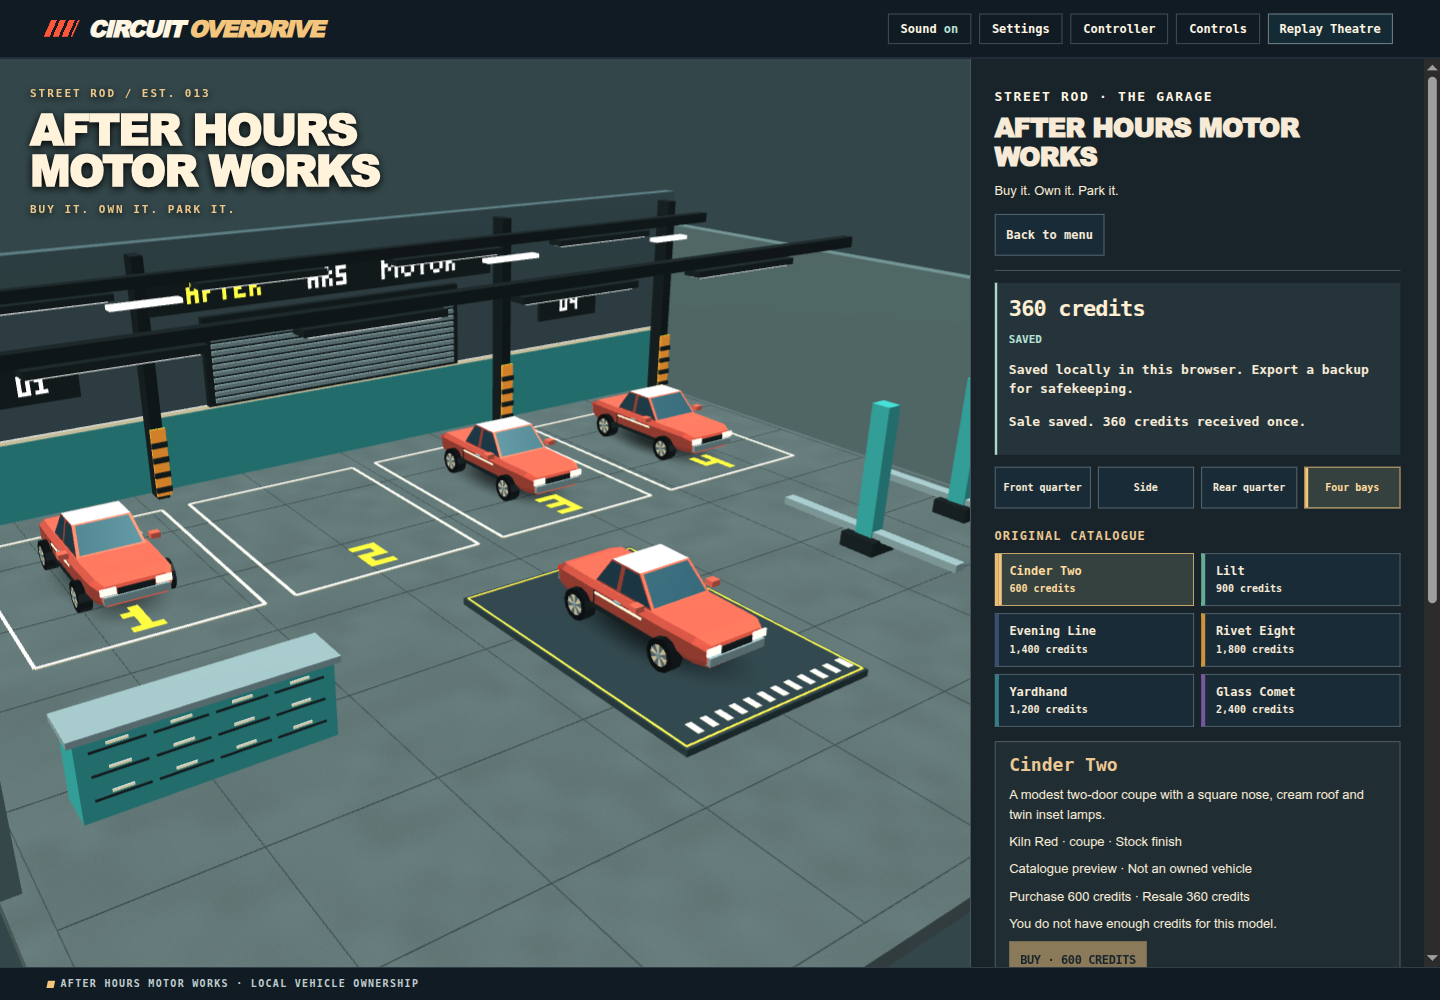 CIRCUIT OVERDRIVE
Sound on
Settings
Controller
Controls
Replay Theatre
STREET ROD / EST. 013
AFTER HOURS
MOTOR WORKS
BUY IT. OWN IT. PARK IT.
MOTOR
04
01
4
3
2
1
STREET ROD · THE GARAGE
AFTER HOURS MOTOR
WORKS
Buy it. Own it. Park it.
Back to menu
360 credits
SAVED
Saved locally in this browser. Export a backup
for safekeeping.
Sale saved. 360 credits received once.
Front quarter
Side
Rear quarter
Four bays
ORIGINAL CATALOGUE
Cinder Two
600 credits
Lilt
900 credits
Evening Line
1,400 credits
Rivet Eight
1,800 credits
Yardhand
1,200 credits
Glass Comet
2,400 credits
Cinder Two
A modest two-door coupe with a square nose, cream roof and
twin inset lamps.
Kiln Red · coupe · Stock finish
Catalogue preview · Not an owned vehicle
Purchase 600 credits · Resale 360 credits
You do not have enough credits for this model.
BUY · 600 CREDITS
AFTER HOURS MOTOR WORKS · LOCAL VEHICLE OWNERSHIP